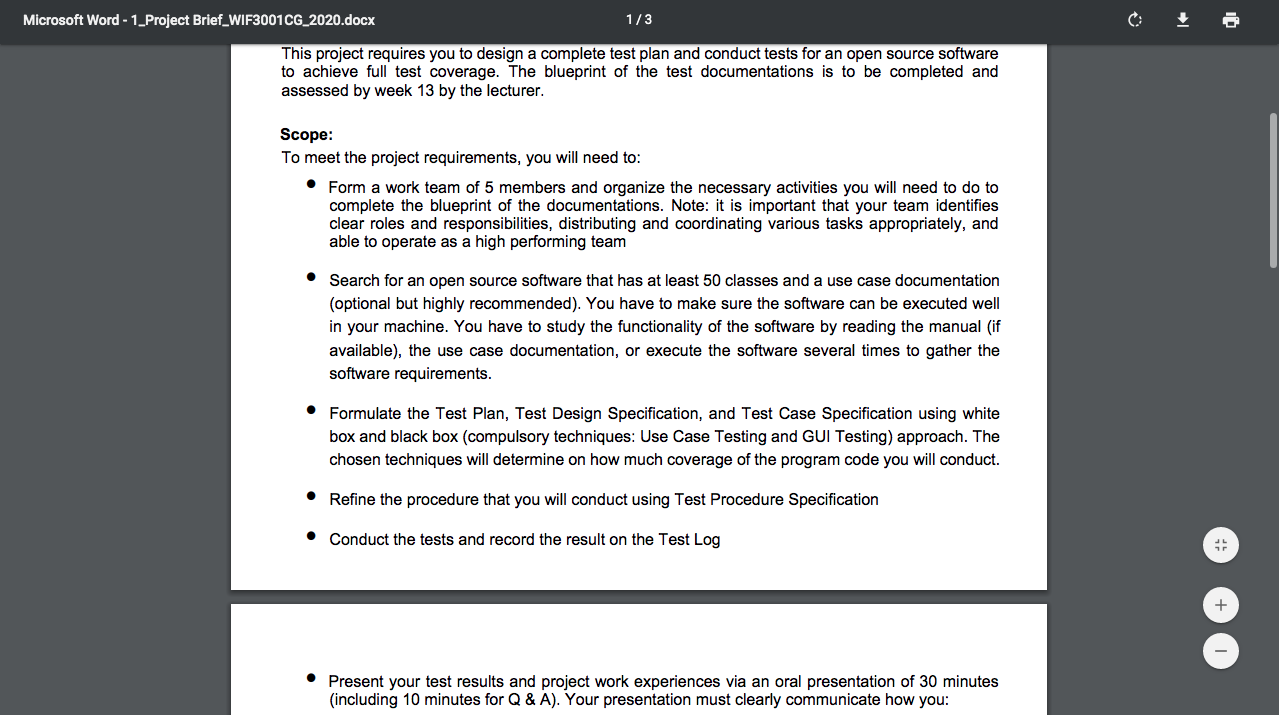 Microsoft Word - 1_Project Brief_WIF3001CG_2020.docx
1 / 3
This project requires you to design a complete test plan and conduct tests for an open source software
to achieve full test coverage. The blueprint of the test documentations is to be completed and
assessed by week 13 by the lecturer.
Scope:
To meet the project requirements, you will need to:
● Form a work team of 5 members and organize the necessary activities you will need to do to
complete the blueprint of the documentations. Note: it is important that your team identifies
clear roles and responsibilities, distributing and coordinating various tasks appropriately, and
able to operate as a high performing team
● Search for an open source software that has at least 50 classes and a use case documentation
(optional but highly recommended). You have to make sure the software can be executed well
in your machine. You have to study the functionality of the software by reading the manual (if
available), the use case documentation, or execute the software several times to gather the
software requirements.
● Formulate the Test Plan, Test Design Specification, and Test Case Specification using white
box and black box (compulsory techniques: Use Case Testing and GUI Testing) approach. The
chosen techniques will determine on how much coverage of the program code you will conduct.
● Refine the procedure that you will conduct using Test Procedure Specification
● Conduct the tests and record the result on the Test Log
● Present your test results and project work experiences via an oral presentation of 30 minutes
(including 10 minutes for Q & A). Your presentation must clearly communicate how you: